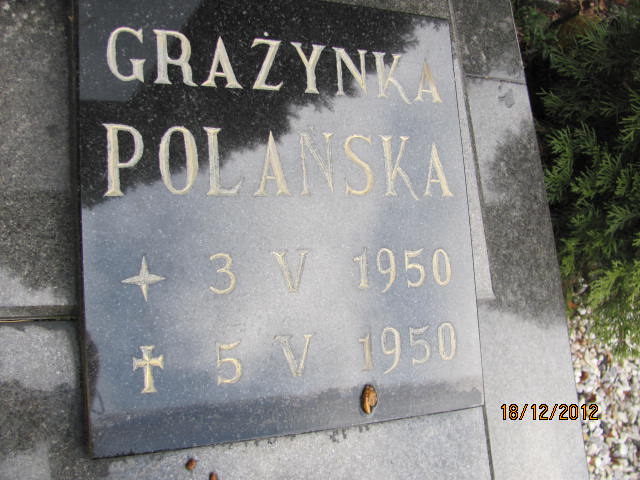 GRAŻYNKA
POLAŃSKA
3 V 1950
5 V 1950
18/12/2012